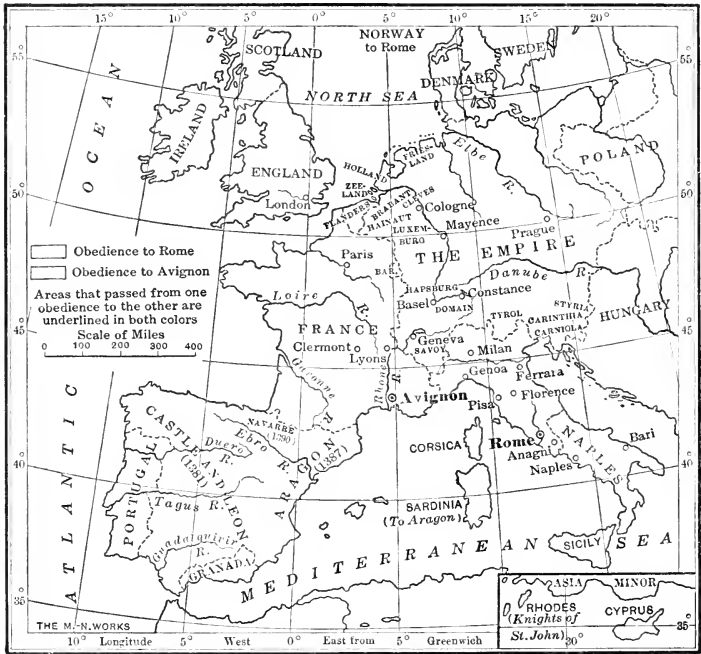 15° 10° 5° 0° 5° 10° 15° 20°
NORWAY
to Rome
SCOTLAND
SWEDEN
55
55
DENMARK
NORTH SEA
OCEAN
IRELAND
POLAND
Elbe R.
HOLLAND
FRIES-
LAND
ENGLAND
ZEE-
LAND
London
FLANDERS
BRABANT
CLEVES
HAINAUT
Cologne
50
50
LUXEM-
BURG
Mayence
Prague
Obedience to Rome
Obedience to Avignon
Paris
THE EMPIRE
BAR
Danube R.
Areas that passed from one
obedience to the other are
underlined in both colors
Scale of Miles
0 100 200 300 400
Loire R.
HAPSBURG
DOMAIN
Basel
Constance
STYRIA
TYROL
CARINTHIA
CARNIOLA
HUNGARY
45
45
FRANCE
Geneva
SAVOY
Clermont
Lyons
Milan
Garonne R.
Rhone R.
Genoa
Ferrara
Avignon
Pisa
Florence
NAVARRE
(1390)
CASTILE AND LEON
(1381)
Ebro R.
Duero R.
ARAGON
(1387)
CORSICA
Rome
Anagni
NAPLES
Bari
Naples
40
40
PORTUGAL
Tagus R.
SARDINIA
(To Aragon)
Guadalquivir
R.
GRANADA
SICILY
MEDITERRANEAN SEA
ATLANTIC
35
ASIA MINOR
RHODES
(Knights of
St.John)
CYPRUS
35
30°
THE M.-N.WORKS
10° Longitude 5° West 0° East from 5° Greenwich